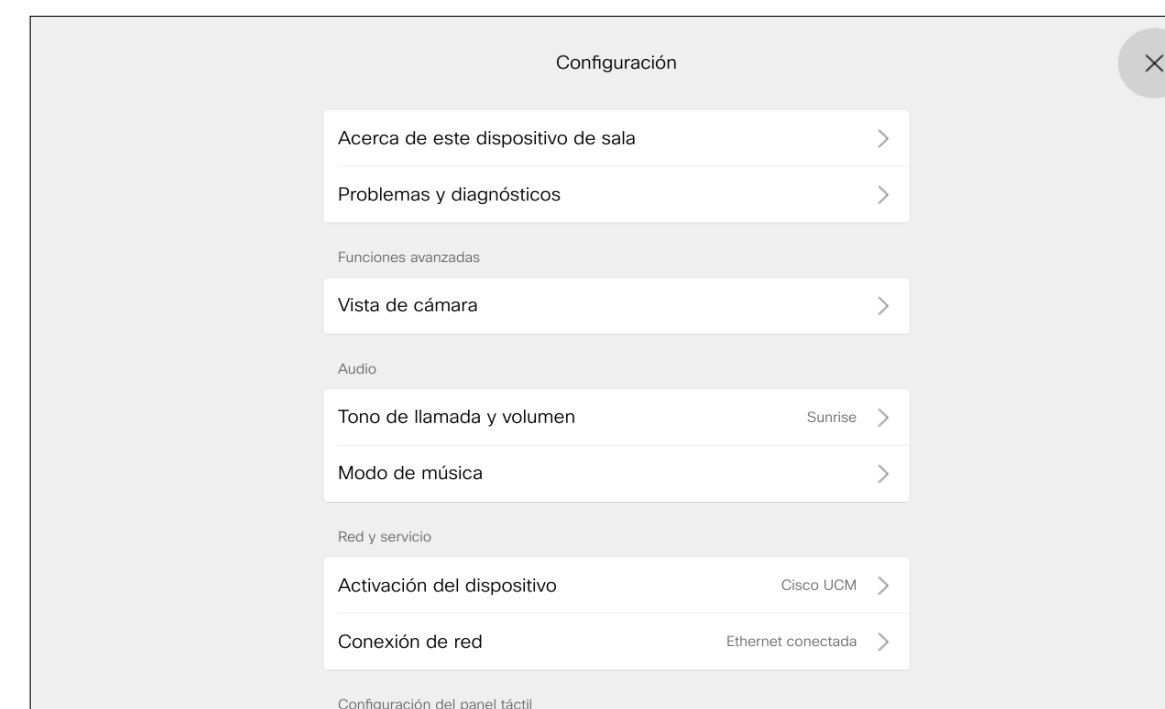 Configuración
Acerca de este dispositivo de sala
Problemas y diagnósticos
Funciones avanzadas
Vista de cámara
Audio
Tono de llamada y volumen Sunrise
Modo de música
Red y servicio
Activación del dispositivo Cisco UCM
Conexión de red Ethernet conectada
Configuración del panel táctil